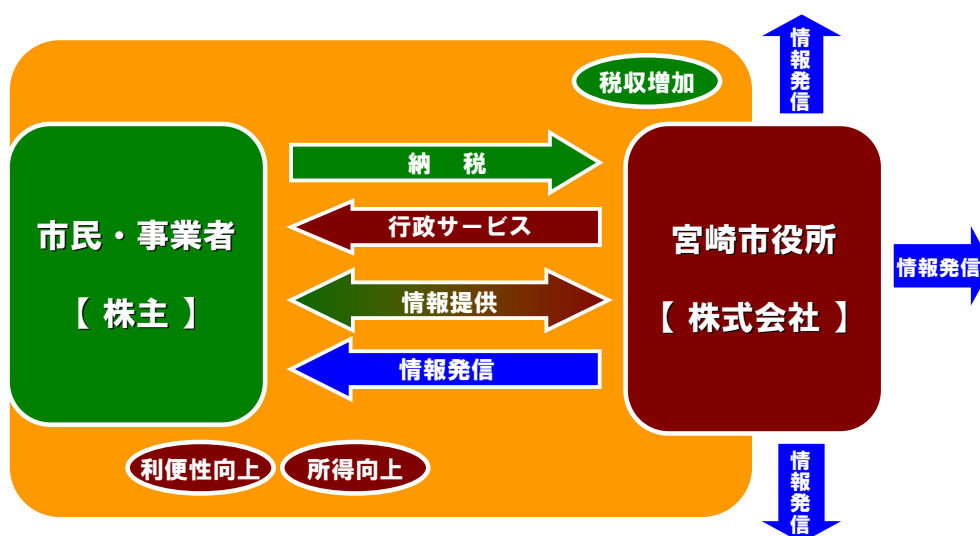 情報発信
税収増加
納　税
市民・事業者
【 株主 】
行政サービス
宮崎市役所
【 株式会社 】
情報発信
情報提供
情報発信
利便性向上
所得向上
情報発信